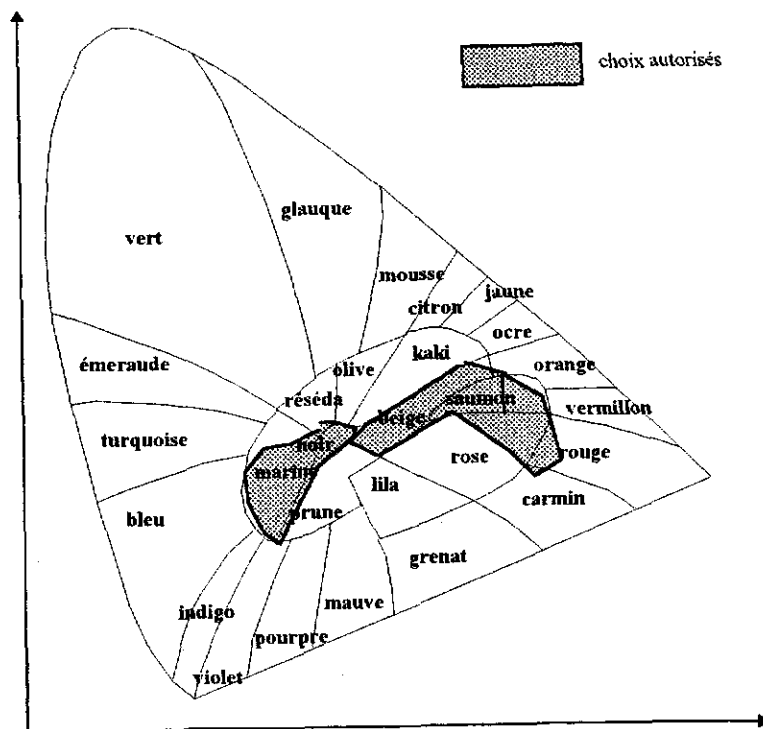 choix autorisés
glauque
vert
mousse
jaune
citron
ocre
kaki
orange
olive
émeraude
réséda
saumon
vermillon
beige
turquoise
noir
rouge
rose
marine
lila
carmin
bleu
prune
grenat
mauve
indigo
pourpre
violet